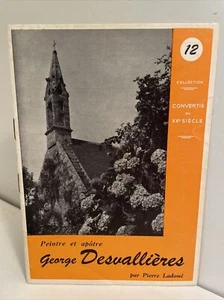 12
COLLECTION
CONVERTIS
DU
XXe SIÈCLE
Peintre et apôtre
George Desvallières
par Pierre Ladoué